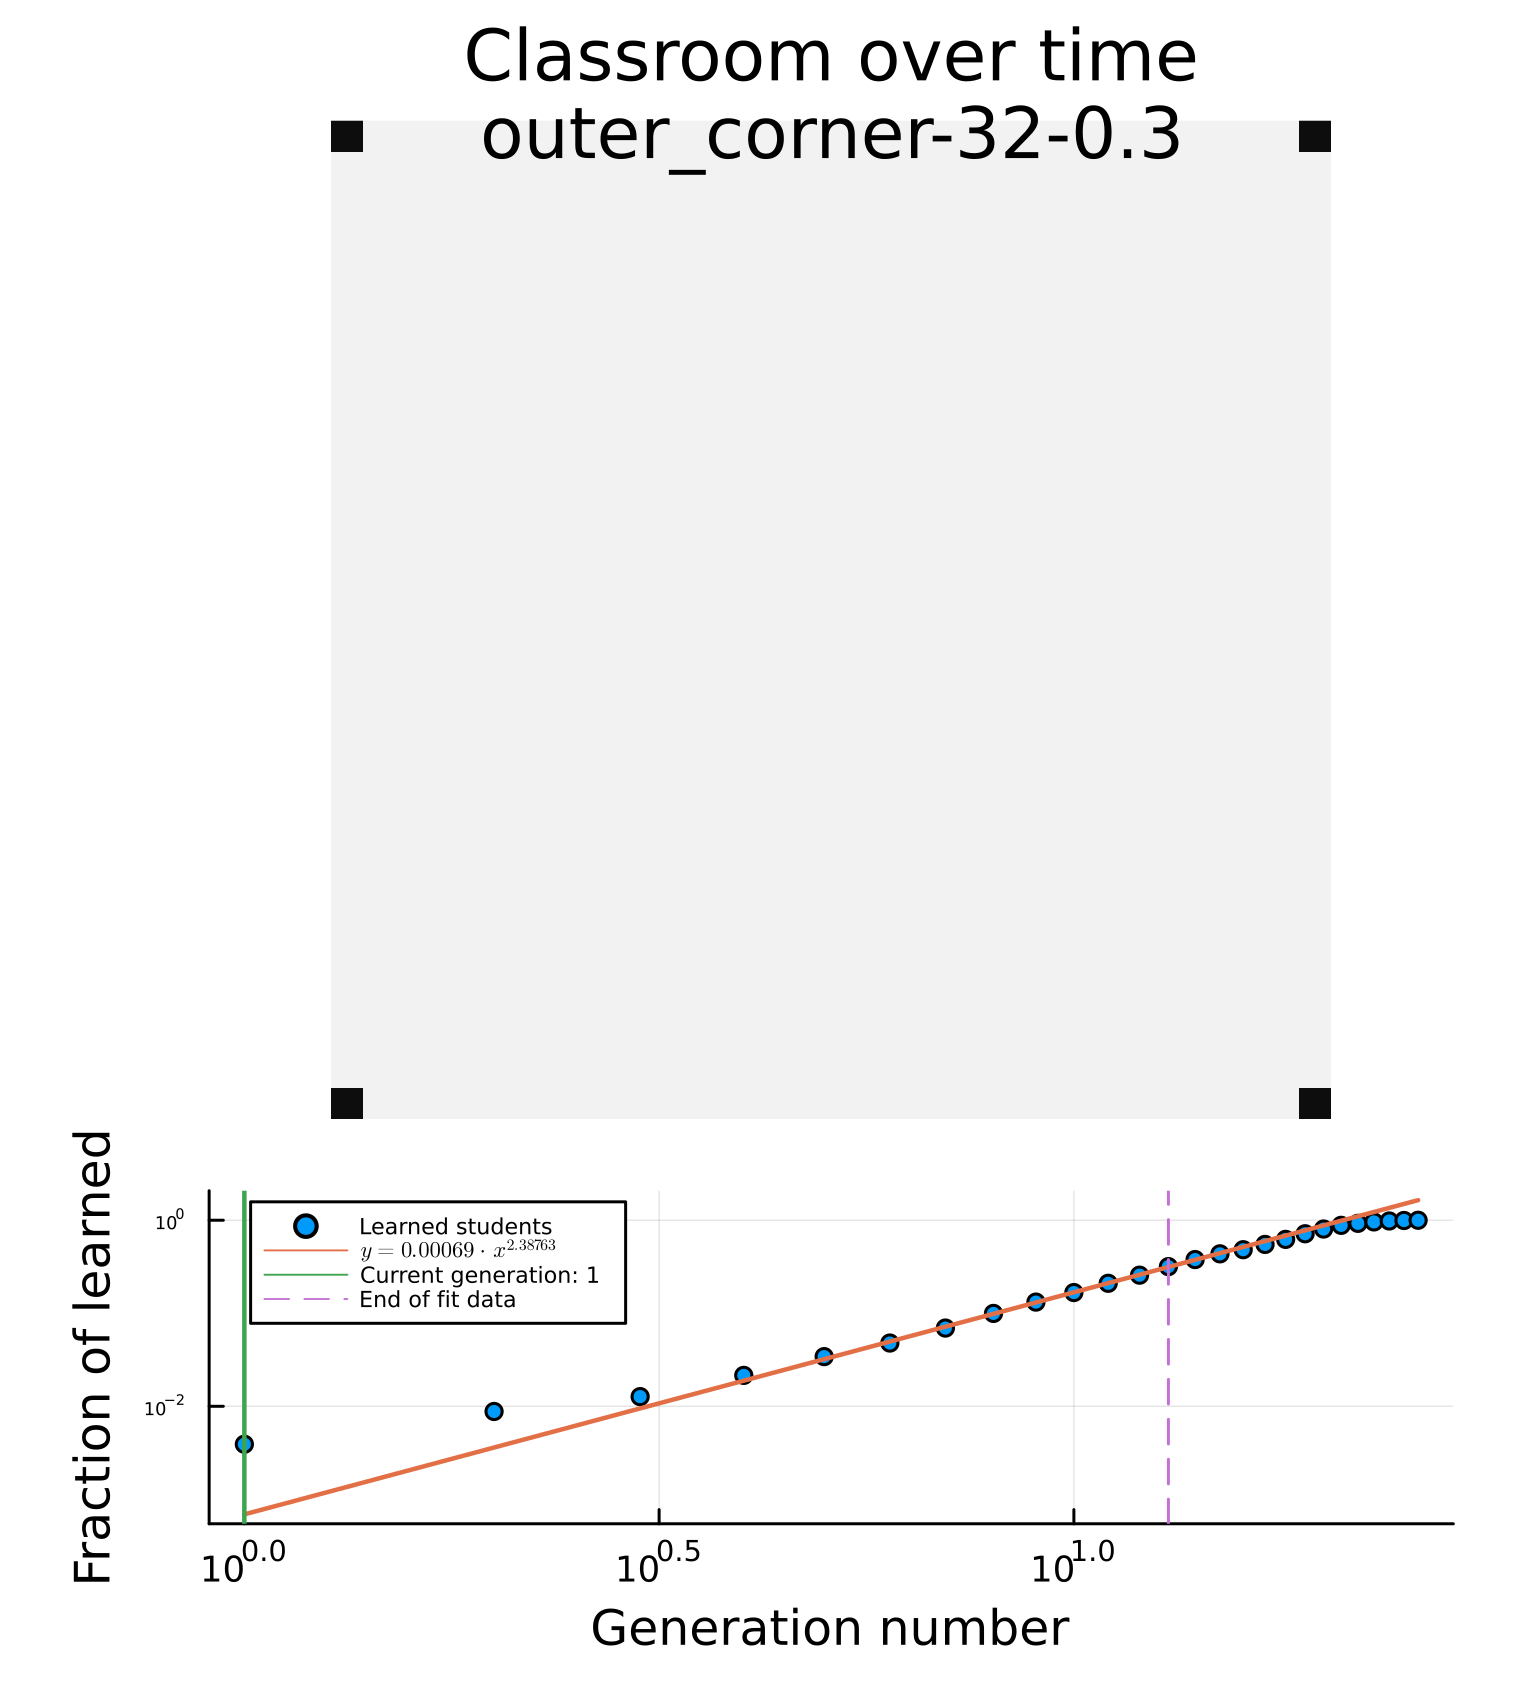 Classroom over time
outer_corner-32-0.3
Fraction of learned
10^0
10^-2
Learned students
y = 0.00069 · x^2.38763
Current generation: 1
End of fit data
10^0.0
10^0.5
10^1.0
Generation number